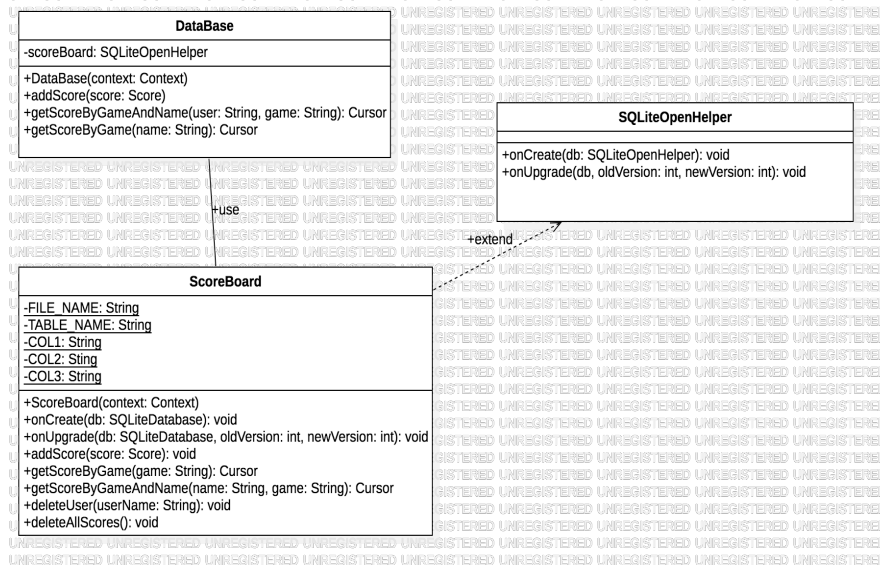 DataBase
-scoreBoard: SQLiteOpenHelper
+DataBase(context: Context)
+addScore(score: Score)
+getScoreByGameAndName(user: String, game: String): Cursor
+getScoreByGame(name: String): Cursor
SQLiteOpenHelper
+onCreate(db: SQLiteOpenHelper): void
+onUpgrade(db, oldVersion: int, newVersion: int): void
+use
+extend
ScoreBoard
-FILE_NAME: String
-TABLE_NAME: String
-COL1: String
-COL2: Sting
-COL3: String
+ScoreBoard(context: Context)
+onCreate(db: SQLiteDatabase): void
+onUpgrade(db: SQLiteDatabase, oldVersion: int, newVersion: int): void
+addScore(score: Score): void
+getScoreByGame(game: String): Cursor
+getScoreByGameAndName(name: String, game: String): Cursor
+deleteUser(userName: String): void
+deleteAllScores(): void
UNREGISTERED